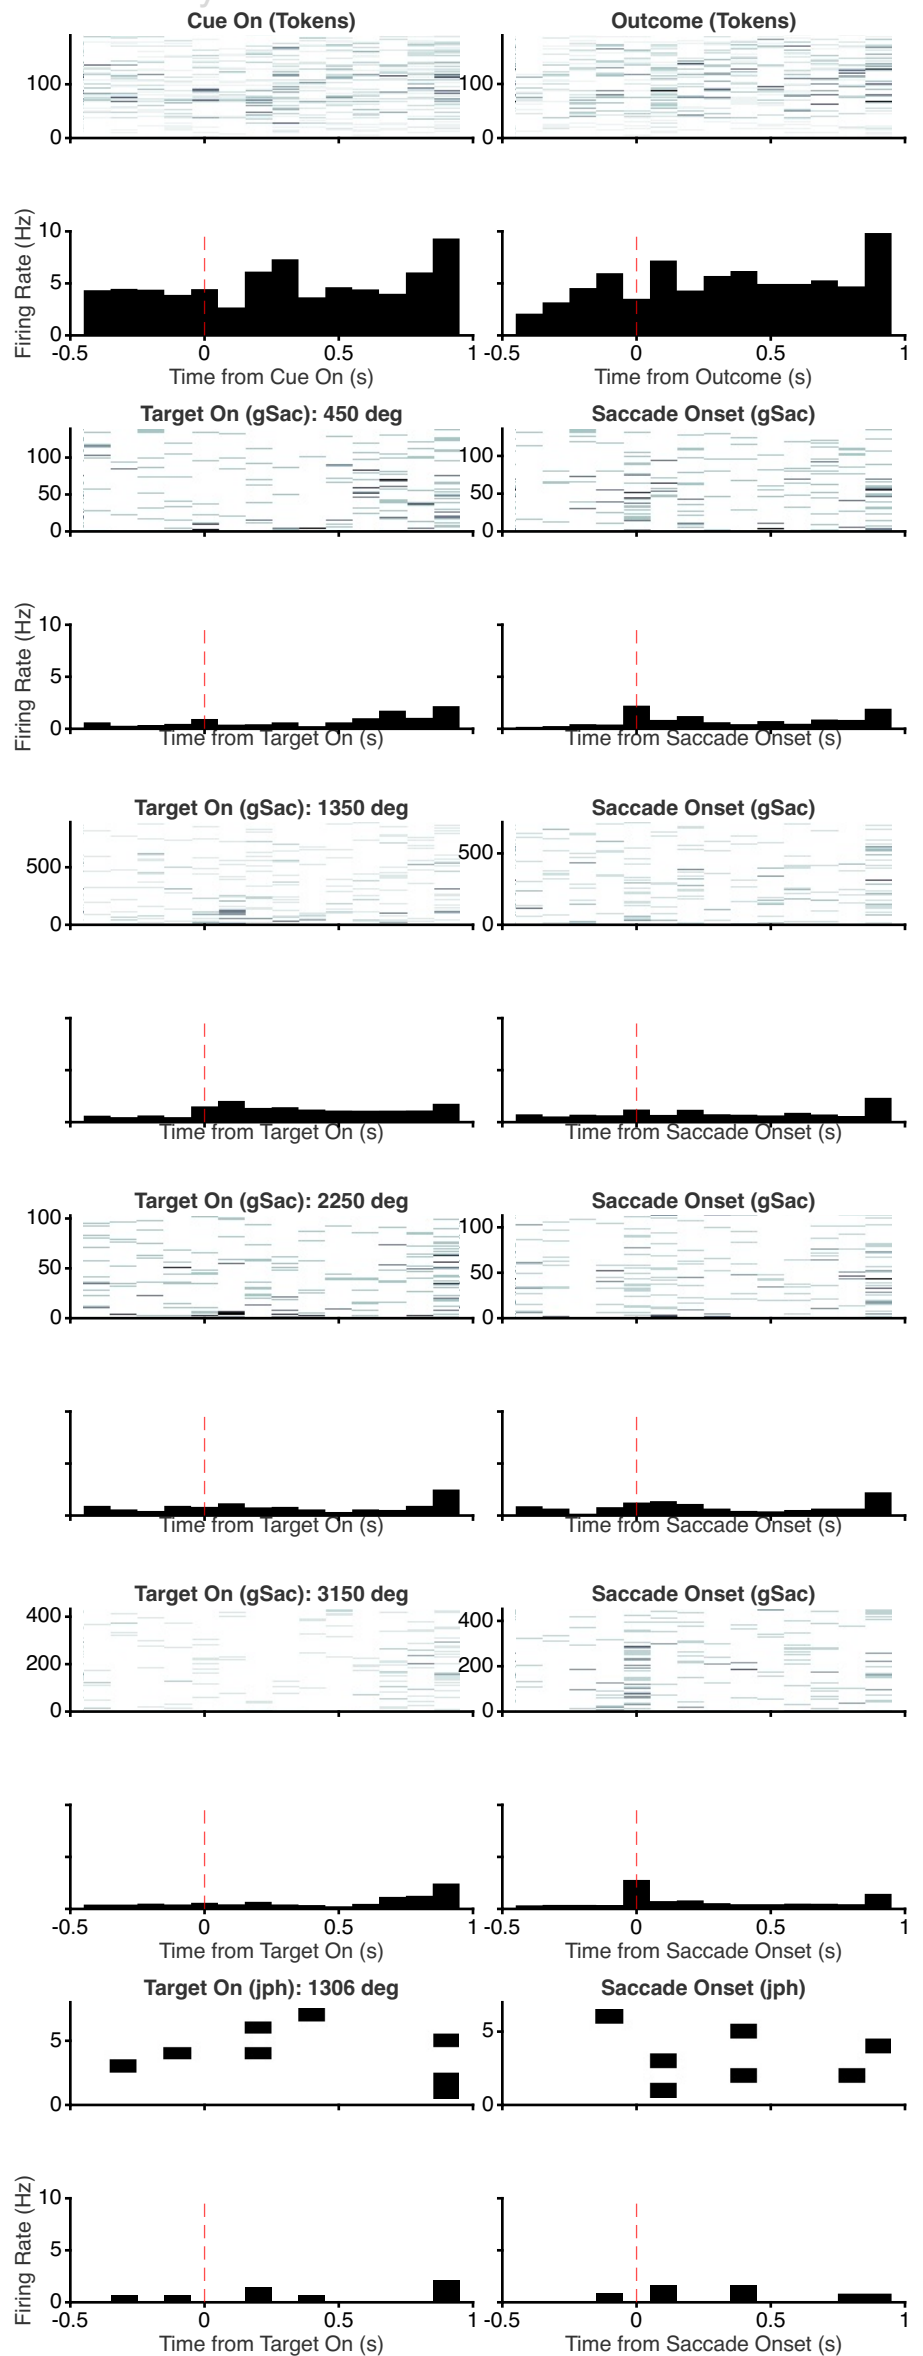 Cue On (Tokens) Outcome (Tokens)
100 100
0 0
Firing Rate (Hz)
10
5
0
-0.5 0 0.5 1 -0.5 0 0.5 1
Time from Cue On (s) Time from Outcome (s)
Target On (gSac): 450 deg Saccade Onset (gSac)
100 100
50 50
0 0
Firing Rate (Hz)
10
5
0
Time from Target On (s) Time from Saccade Onset (s)
Target On (gSac): 1350 deg Saccade Onset (gSac)
500 500
0 0
Time from Target On (s) Time from Saccade Onset (s)
Target On (gSac): 2250 deg Saccade Onset (gSac)
100 100
50 50
0 0
Time from Target On (s) Time from Saccade Onset (s)
Target On (gSac): 3150 deg Saccade Onset (gSac)
400 400
200 200
0 0
-0.5 0 0.5 1 -0.5 0 0.5 1
Time from Target On (s) Time from Saccade Onset (s)
Target On (jph): 1306 deg Saccade Onset (jph)
5 5
0 0
Firing Rate (Hz)
10
5
0
-0.5 0 0.5 1 -0.5 0 0.5 1
Time from Target On (s) Time from Saccade Onset (s)